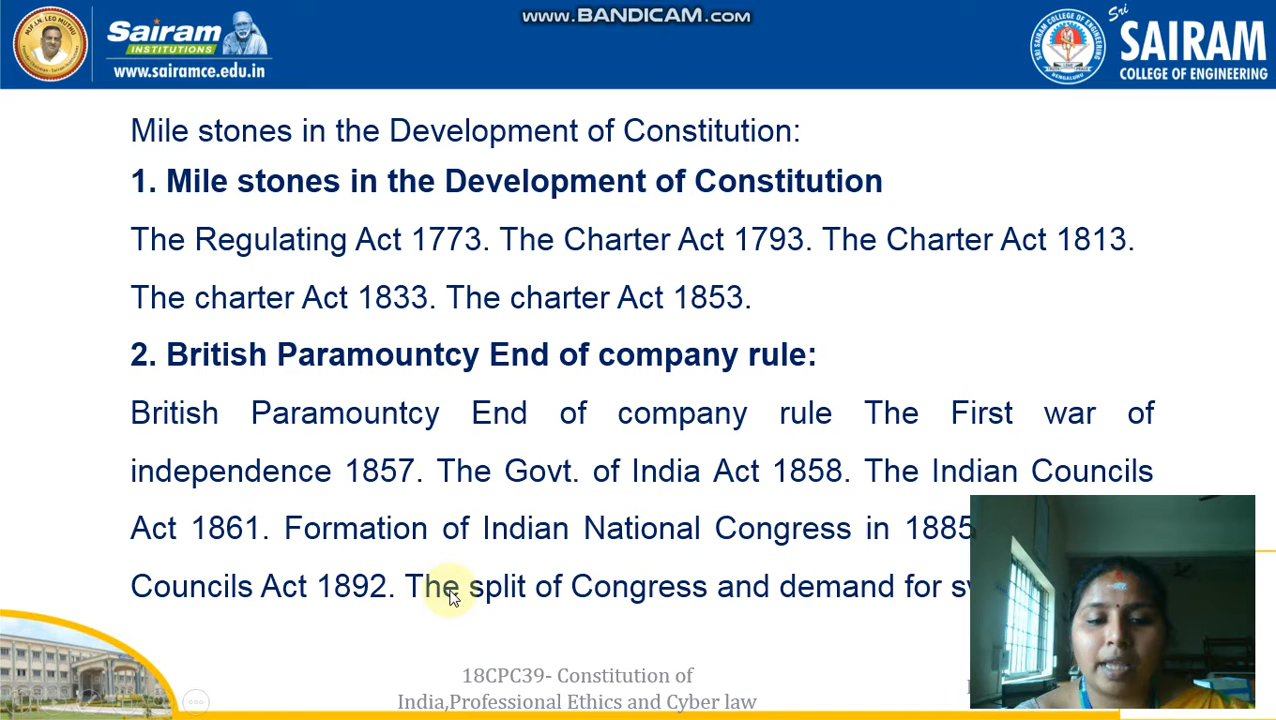 www.BANDICAM.com
Sairam
INSTITUTIONS
www.sairamce.edu.in
Sri
SAIRAM
COLLEGE OF ENGINEERING
Mile stones in the Development of Constitution:
1. Mile stones in the Development of Constitution
The Regulating Act 1773. The Charter Act 1793. The Charter Act 1813.
The charter Act 1833. The charter Act 1853.
2. British Paramountcy End of company rule:
British Paramountcy End of company rule The First war of
independence 1857. The Govt. of India Act 1858. The Indian Councils
Act 1861. Formation of Indian National Congress in 1885
Councils Act 1892. The split of Congress and demand for
18CPC39- Constitution of
India,Professional Ethics and Cyber law